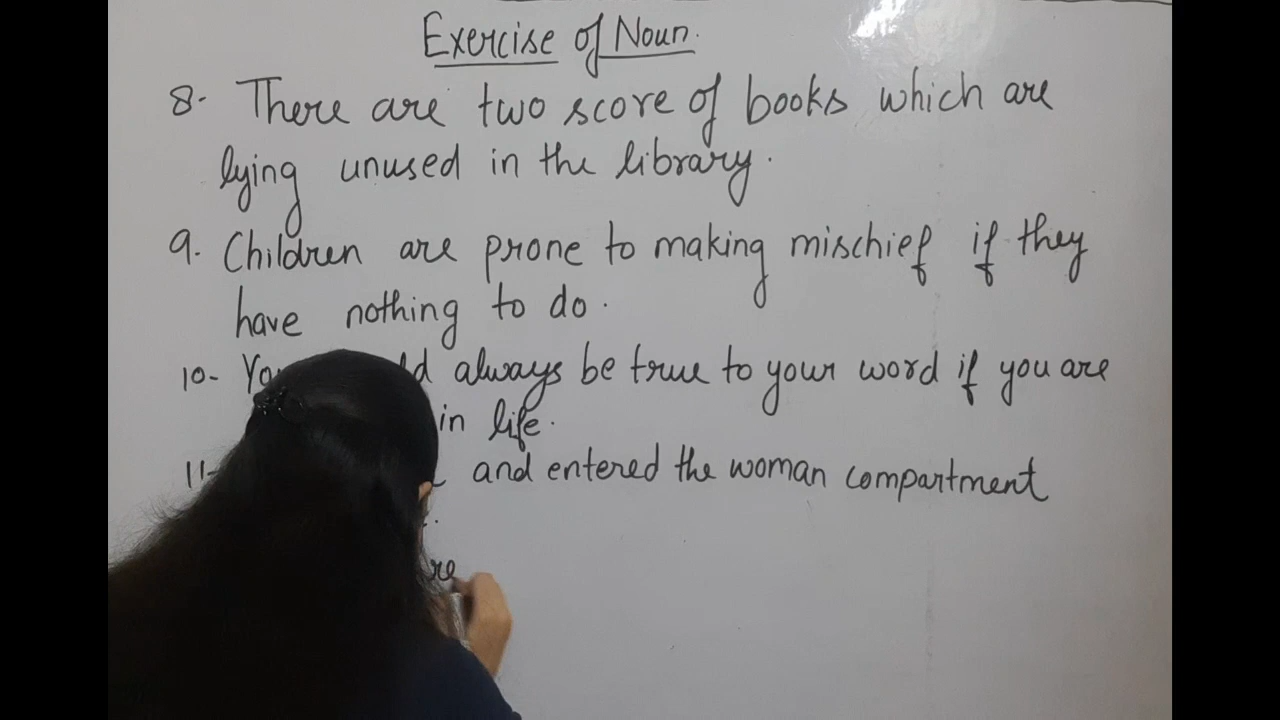 Exercise of Noun.
8- There are two score of books which are
lying unused in the library.
9. Children are prone to making mischief if they
have nothing to do.
10- always be true to your word if you are
in life.
11- and entered the woman compartment